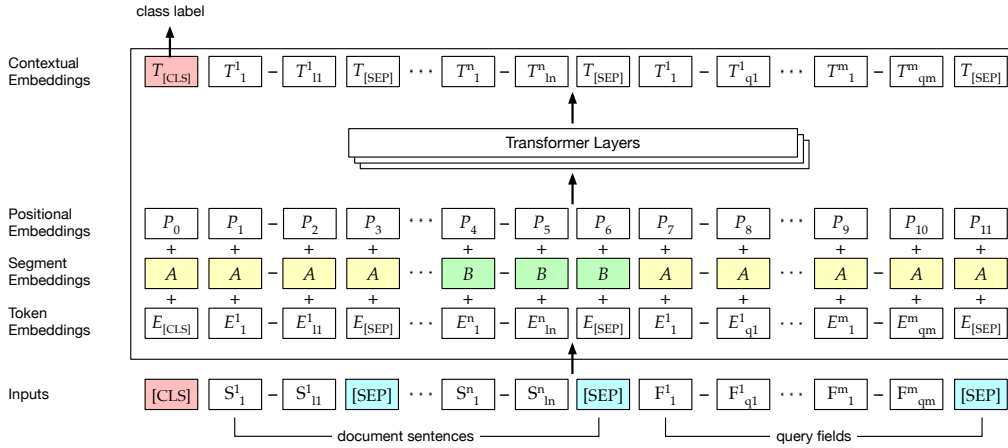 class label
Contextual Embeddings T[CLS] T¹₁ – T¹l1 T[SEP] ··· Tⁿ₁ – Tⁿln T[SEP] T¹₁ – T¹q1 ··· Tᵐ₁ – Tᵐqm T[SEP]
Transformer Layers
Positional Embeddings P₀ P₁ – P₂ P₃ ··· P₄ – P₅ P₆ P₇ – P₈ ··· P₉ P₁₀ P₁₁
+ + + + + + + + + + + +
Segment Embeddings A A – A A ··· B – B B A – A ··· A – A A
+ + + + + + + + + + + +
Token Embeddings E[CLS] E¹₁ – E¹l1 E[SEP] ··· Eⁿ₁ – Eⁿln E[SEP] E¹₁ – E¹q1 ··· Eᵐ₁ – Eᵐqm E[SEP]
Inputs [CLS] S¹₁ – S¹l1 [SEP] ··· Sⁿ₁ – Sⁿln [SEP] F¹₁ – F¹q1 ··· Fᵐ₁ – Fᵐqm [SEP]
document sentences query fields